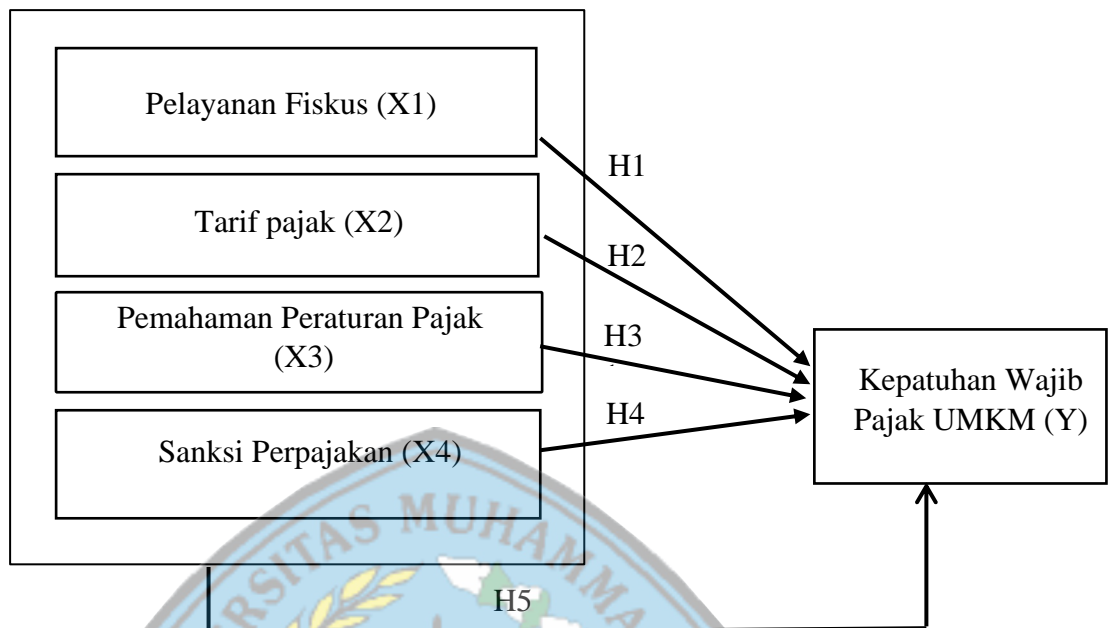 Pelayanan Fiskus (X1)
H1
Tarif pajak (X2)
H2
Pemahaman Peraturan Pajak
(X3)
H3
Kepatuhan Wajib
Pajak UMKM (Y)
H4
Sanksi Perpajakan (X4)
H5